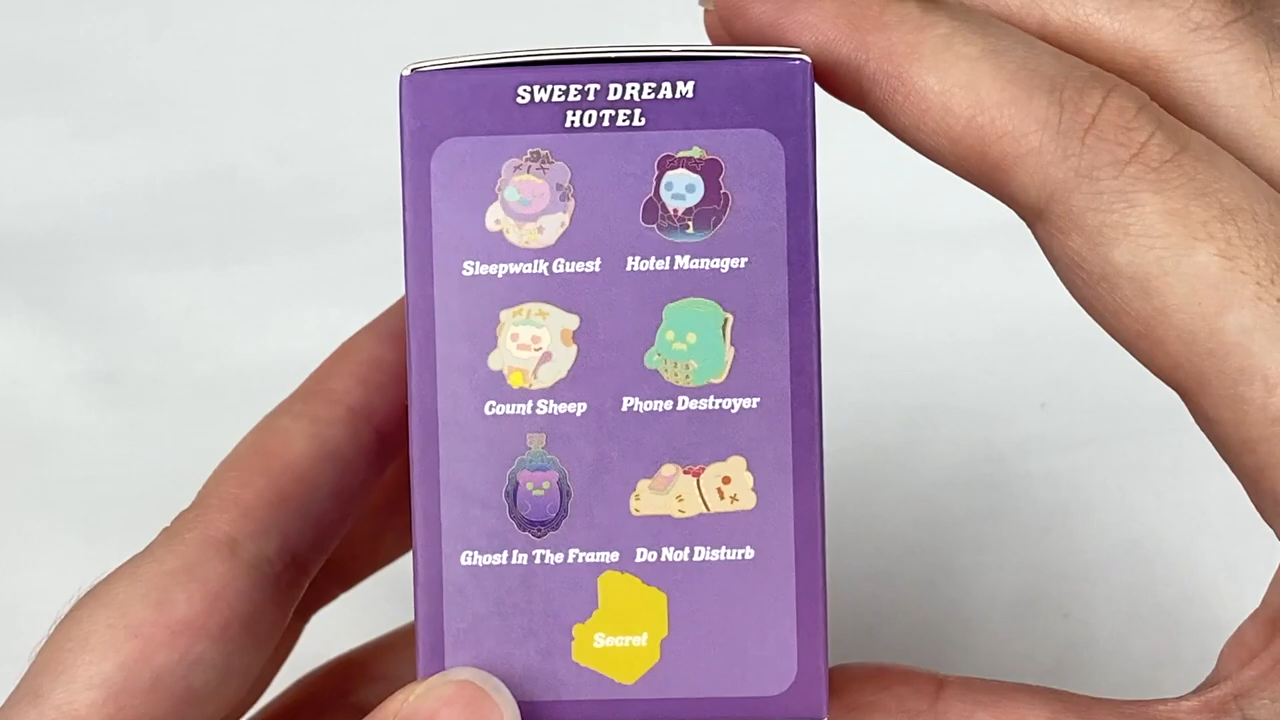 SWEET DREAM
HOTEL
Sleepwalk Guest
Hotel Manager
Count Sheep
Phone Destroyer
Ghost In The Frame
Do Not Disturb
Secret